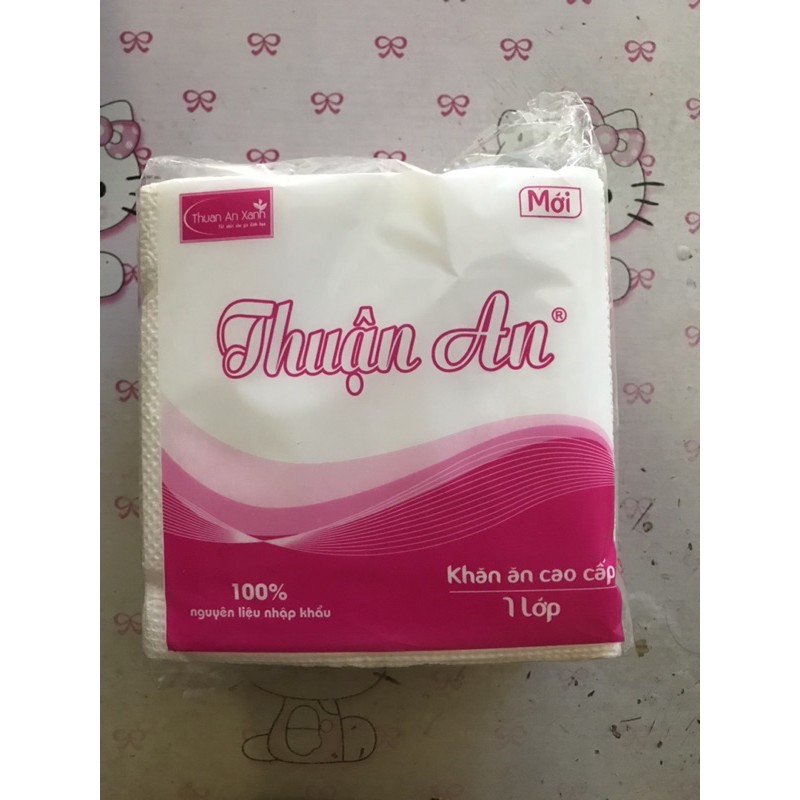 Thuan An Xanh
Mới
Thuận An®
Khăn ăn cao cấp
1 Lớp
100%
nguyên liệu nhập khẩu